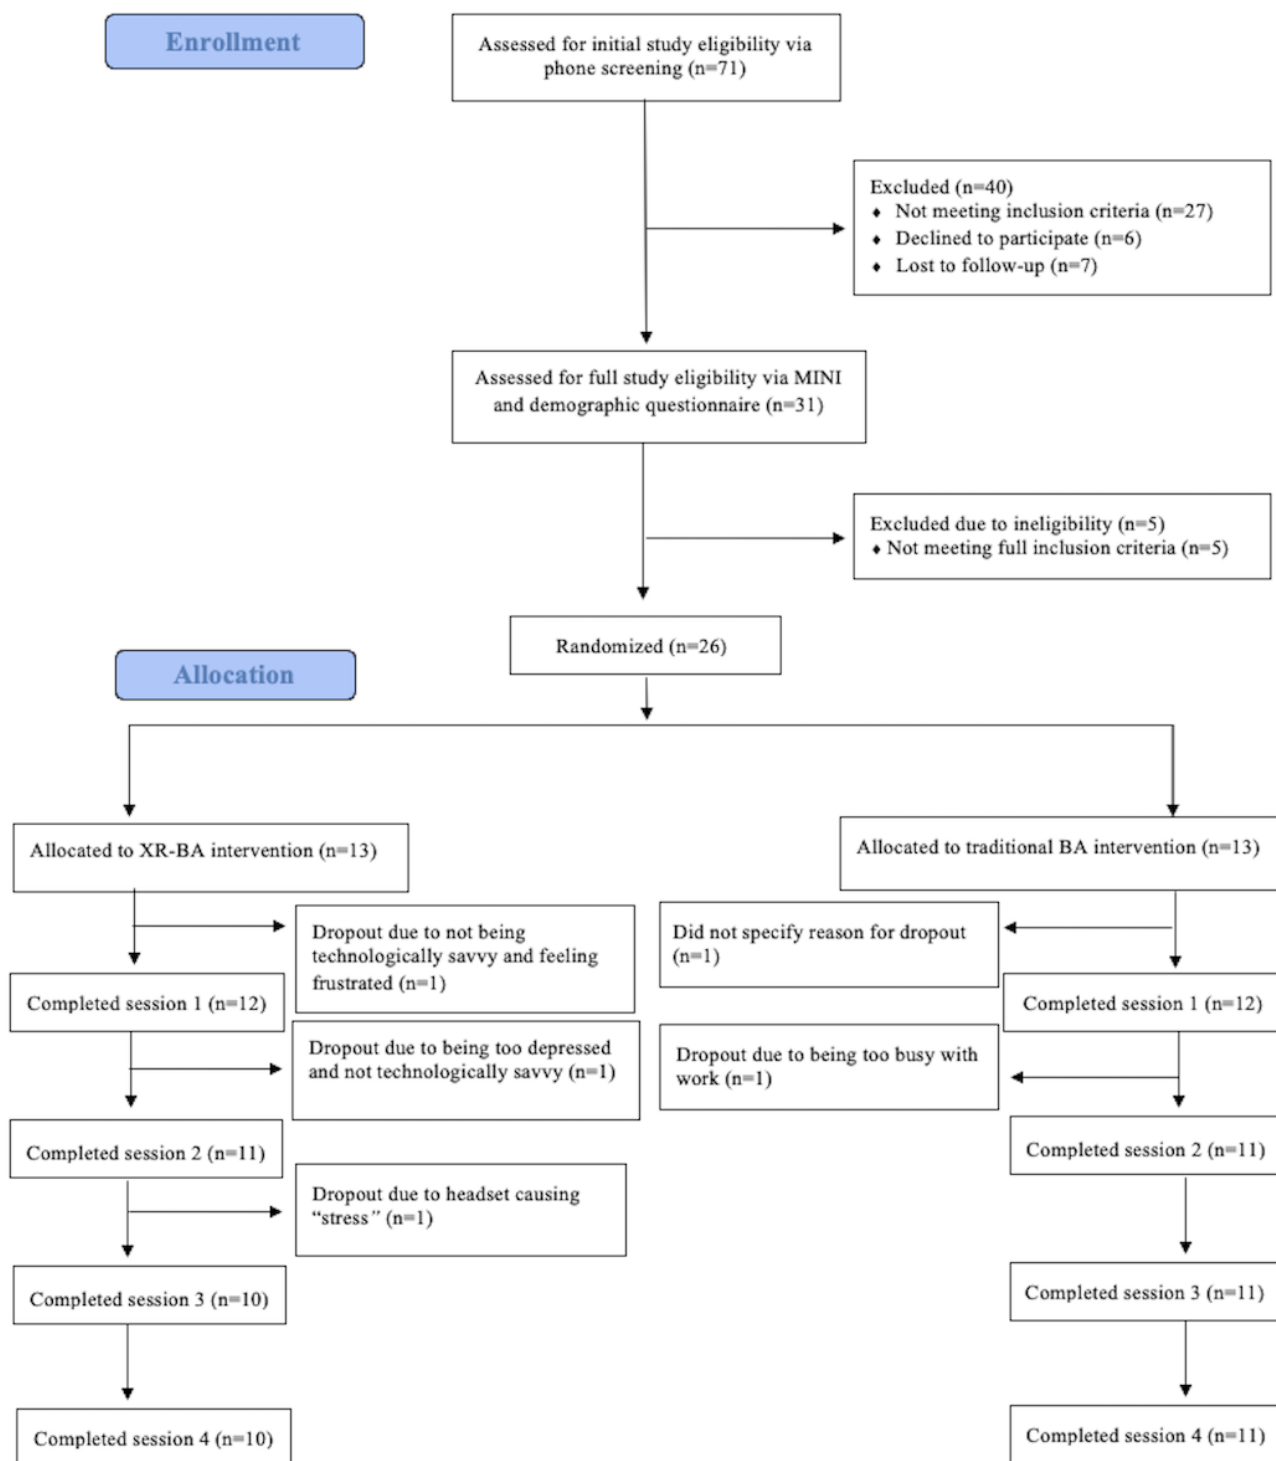 Enrollment
Assessed for initial study eligibility via
phone screening (n=71)
Excluded (n=40)
♦ Not meeting inclusion criteria (n=27)
♦ Declined to participate (n=6)
♦ Lost to follow-up (n=7)
Assessed for full study eligibility via MINI
and demographic questionnaire (n=31)
Excluded due to ineligibility (n=5)
♦ Not meeting full inclusion criteria (n=5)
Randomized (n=26)
Allocation
Allocated to XR-BA intervention (n=13)
Allocated to traditional BA intervention (n=13)
Dropout due to not being
technologically savvy and feeling
frustrated (n=1)
Did not specify reason for dropout
(n=1)
Completed session 1 (n=12)
Completed session 1 (n=12)
Dropout due to being too depressed
and not technologically savvy (n=1)
Dropout due to being too busy with
work (n=1)
Completed session 2 (n=11)
Completed session 2 (n=11)
Dropout due to headset causing
“stress” (n=1)
Completed session 3 (n=10)
Completed session 3 (n=11)
Completed session 4 (n=10)
Completed session 4 (n=11)